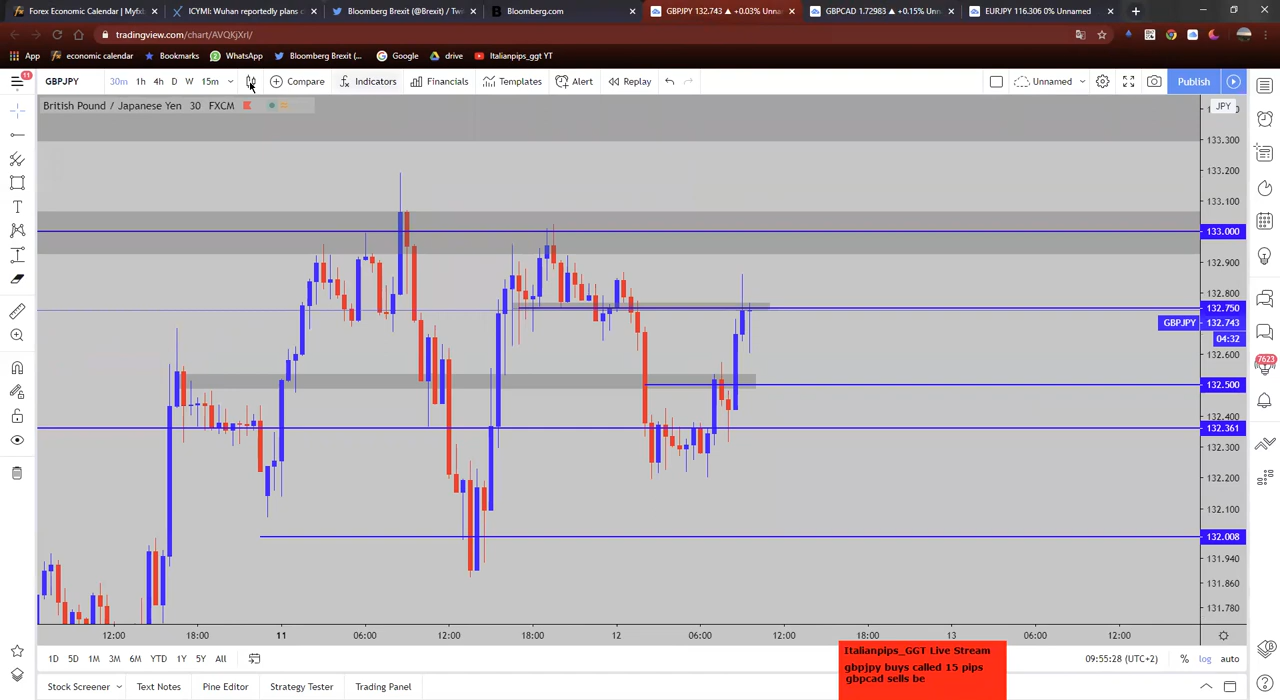 Forex Economic Calendar | Myfx
ICYMI: Wuhan reportedly plans c
Bloomberg Brexit (@Brexit) / Twi
Bloomberg.com
GBPJPY 132.743 ▲ +0.03% Unna
GBPCAD 1.72983 ▲ +0.15% Unna
EURJPY 116.306 0% Unnamed
tradingview.com/chart/AVQKjXrI/
Apps
economic calendar
Bookmarks
WhatsApp
Bloomberg Brexit (...
Google
drive
Italianpips_ggt YT
11
GBPJPY
30m 1h 4h D W 15m
Compare
Indicators
Financials
Templates
Alert
Replay
Unnamed
Publish
British Pound / Japanese Yen 30 FXCM
JPY
133.300
133.200
133.100
133.000
132.900
132.800
132.750
GBPJPY 132.743
04:32
132.600
132.500
132.400
132.361
132.300
132.200
132.100
132.008
131.940
131.860
131.780
7623
12:00 18:00 11 06:00 12:00 18:00 12 06:00 12:00 18:00 13 06:00 12:00
1D 5D 1M 3M 6M YTD 1Y 5Y All
09:55:28 (UTC+2) % log auto
Italianpips_GGT Live Stream
gbpjpy buys called 15 pips
gbpcad sells be
Stock Screener
Text Notes
Pine Editor
Strategy Tester
Trading Panel